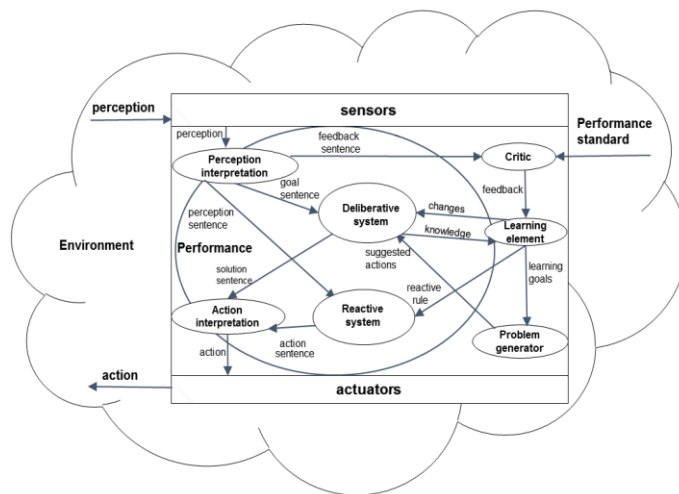 perception
sensors
Performance
standard
perception
feedback
sentence
Perception
interpretation
Critic
goal
sentence
feedback
perception
sentence
Deliberative
system
changes
knowledge
Learning
element
Environment
Performance
suggested
actions
solution
sentence
reactive
rule
learning
goals
Action
interpretation
Reactive
system
action
sentence
Problem
generator
action
action
actuators